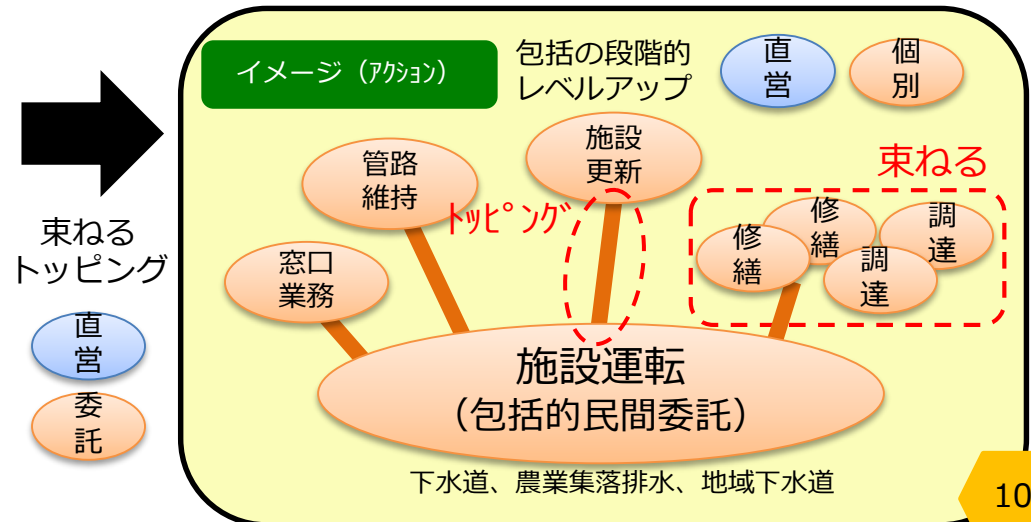 束ねる
トッピング
直
営
委
託
イメージ（ｱｸｼｮﾝ）
包括の段階的
レベルアップ
直
営
個
別
管路
維持
施設
更新
窓口
業務
ﾄｯﾋﾟﾝｸﾞ
束ねる
修
繕
修
繕
調
達
調
達
施設運転
（包括的民間委託）
下水道、農業集落排水、地域下水道
10